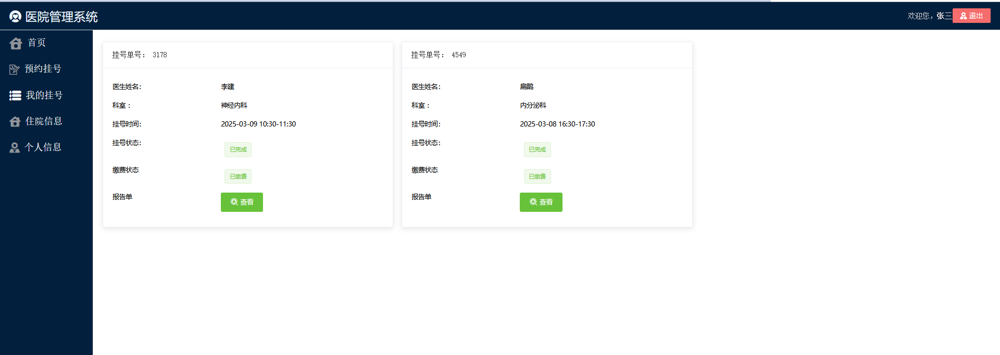 医院管理系统
欢迎您，张三 退出
首页
预约挂号
我的挂号
住院信息
个人信息
挂号单号： 3178
医生姓名： 李建
科室： 神经内科
挂号时间： 2025-03-09 10:30-11:30
挂号状态： 已完成
缴费状态 已缴费
报告单 查看
挂号单号： 4549
医生姓名： 扁鹊
科室： 内分泌科
挂号时间： 2025-03-08 16:30-17:30
挂号状态： 已完成
缴费状态 已缴费
报告单 查看